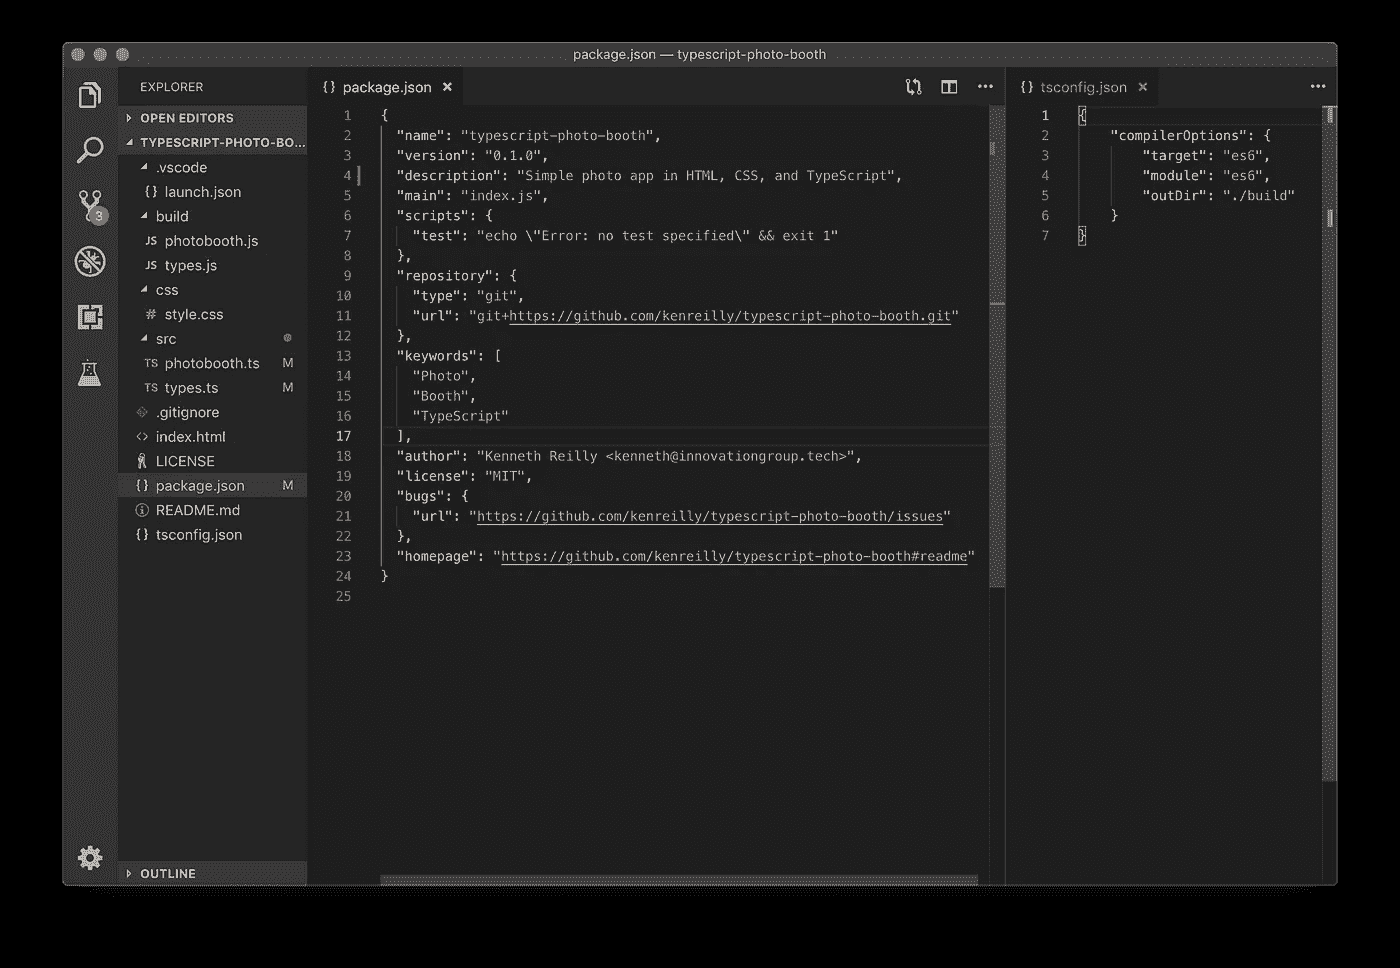 package.json — typescript-photo-booth
EXPLORER
OPEN EDITORS
TYPESCRIPT-PHOTO-BO...
.vscode
{} launch.json
build
JS photobooth.js
JS types.js
css
# style.css
src
TS photobooth.ts M
TS types.ts M
.gitignore
<> index.html
LICENSE
{} package.json M
README.md
{} tsconfig.json
OUTLINE
3
{} package.json ×
1 {
2 "name": "typescript-photo-booth",
3 "version": "0.1.0",
4 "description": "Simple photo app in HTML, CSS, and TypeScript",
5 "main": "index.js",
6 "scripts": {
7 "test": "echo \"Error: no test specified\" && exit 1"
8 },
9 "repository": {
10 "type": "git",
11 "url": "git+https://github.com/kenreilly/typescript-photo-booth.git"
12 },
13 "keywords": [
14 "Photo",
15 "Booth",
16 "TypeScript"
17 ],
18 "author": "Kenneth Reilly <kenneth@innovationgroup.tech>",
19 "license": "MIT",
20 "bugs": {
21 "url": "https://github.com/kenreilly/typescript-photo-booth/issues"
22 },
23 "homepage": "https://github.com/kenreilly/typescript-photo-booth#readme"
24 }
25
{} tsconfig.json ×
1 {
2 "compilerOptions": {
3 "target": "es6",
4 "module": "es6",
5 "outDir": "./build"
6 }
7 }